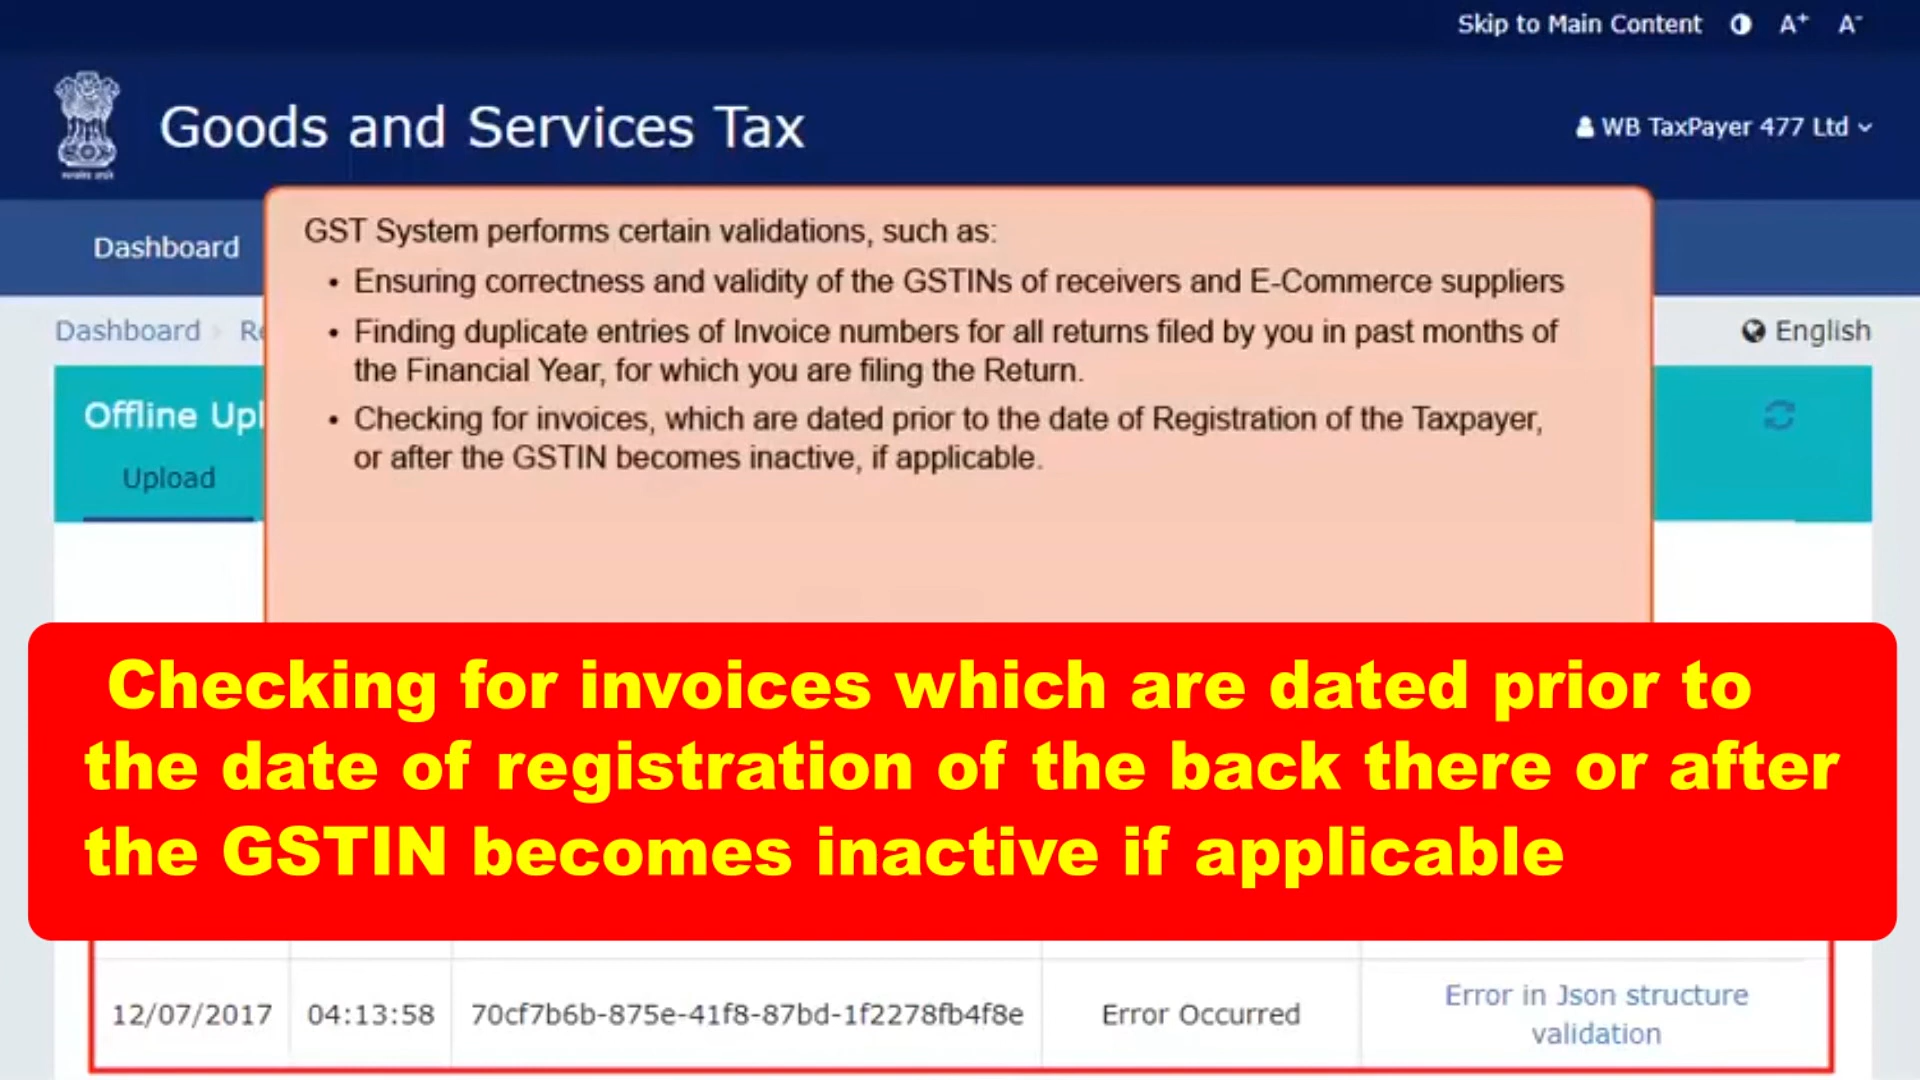 Skip to Main Content A⁺ A⁻
Goods and Services Tax
WB TaxPayer 477 Ltd
GST System performs certain validations, such as:
Dashboard
• Ensuring correctness and validity of the GSTINs of receivers and E-Commerce suppliers
Dashboard Re
• Finding duplicate entries of Invoice numbers for all returns filed by you in past months of
the Financial Year, for which you are filing the Return.
English
Offline Upl
• Checking for invoices, which are dated prior to the date of Registration of the Taxpayer,
or after the GSTIN becomes inactive, if applicable.
Upload
Checking for invoices which are dated prior to
the date of registration of the back there or after
the GSTIN becomes inactive if applicable
12/07/2017 04:13:58 70cf7b6b-875e-41f8-87bd-1f2278fb4f8e Error Occurred Error in Json structure
validation